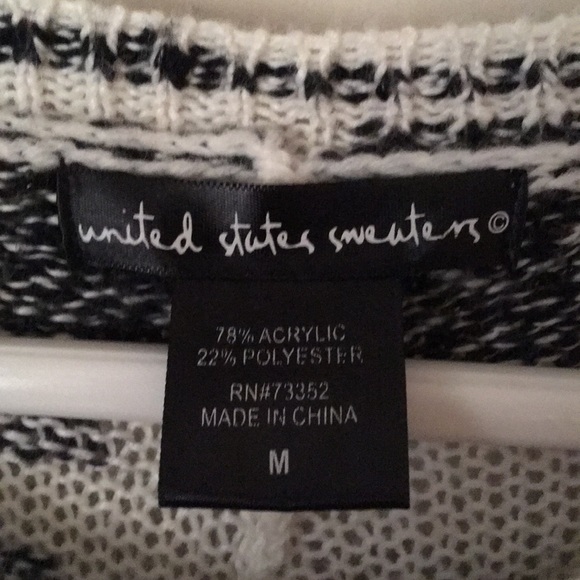 united states sweaters©
78% ACRYLIC
22% POLYESTER
RN#73352
MADE IN CHINA
M